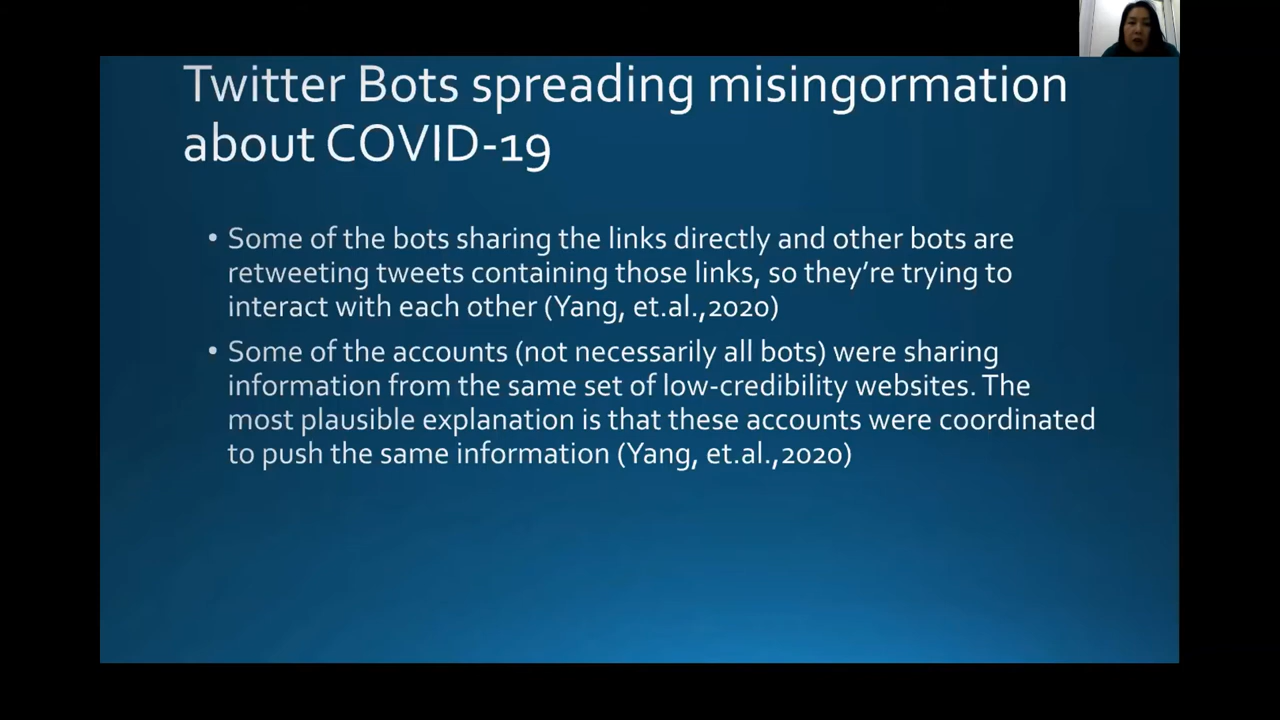 Twitter Bots spreading misingormation
about COVID-19
• Some of the bots sharing the links directly and other bots are
retweeting tweets containing those links, so they’re trying to
interact with each other (Yang, et.al.,2020)
• Some of the accounts (not necessarily all bots) were sharing
information from the same set of low-credibility websites. The
most plausible explanation is that these accounts were coordinated
to push the same information (Yang, et.al.,2020)